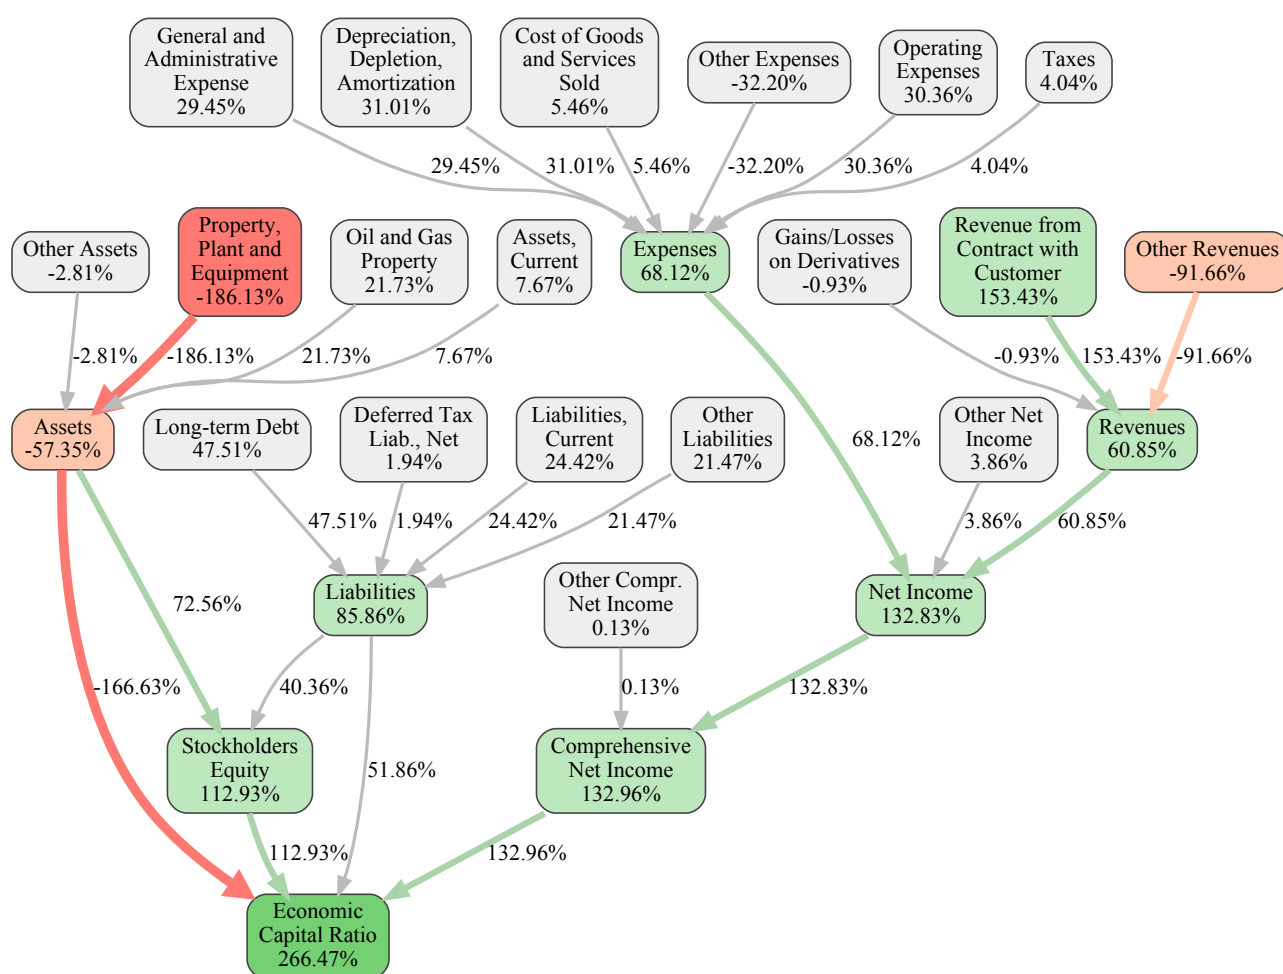 General and
Administrative
Expense
29.45%
Depreciation,
Depletion,
Amortization
31.01%
Cost of Goods
and Services
Sold
5.46%
Other Expenses
-32.20%
Operating
Expenses
30.36%
Taxes
4.04%
29.45%
31.01%
5.46%
-32.20%
30.36%
4.04%
Other Assets
-2.81%
Property,
Plant and
Equipment
-186.13%
Oil and Gas
Property
21.73%
Assets,
Current
7.67%
Expenses
68.12%
Gains/Losses
on Derivatives
-0.93%
Revenue from
Contract with
Customer
153.43%
Other Revenues
-91.66%
-2.81%
-186.13%
21.73%
7.67%
-0.93%
153.43%
-91.66%
Assets
-57.35%
Long-term Debt
47.51%
Deferred Tax
Liab., Net
1.94%
Liabilities,
Current
24.42%
Other
Liabilities
21.47%
68.12%
Other Net
Income
3.86%
Revenues
60.85%
47.51%
1.94%
24.42%
21.47%
3.86%
60.85%
72.56%
Liabilities
85.86%
Other Compr.
Net Income
0.13%
Net Income
132.83%
-166.63%
40.36%
0.13%
132.83%
Stockholders
Equity
112.93%
51.86%
Comprehensive
Net Income
132.96%
112.93%
132.96%
Economic
Capital Ratio
266.47%